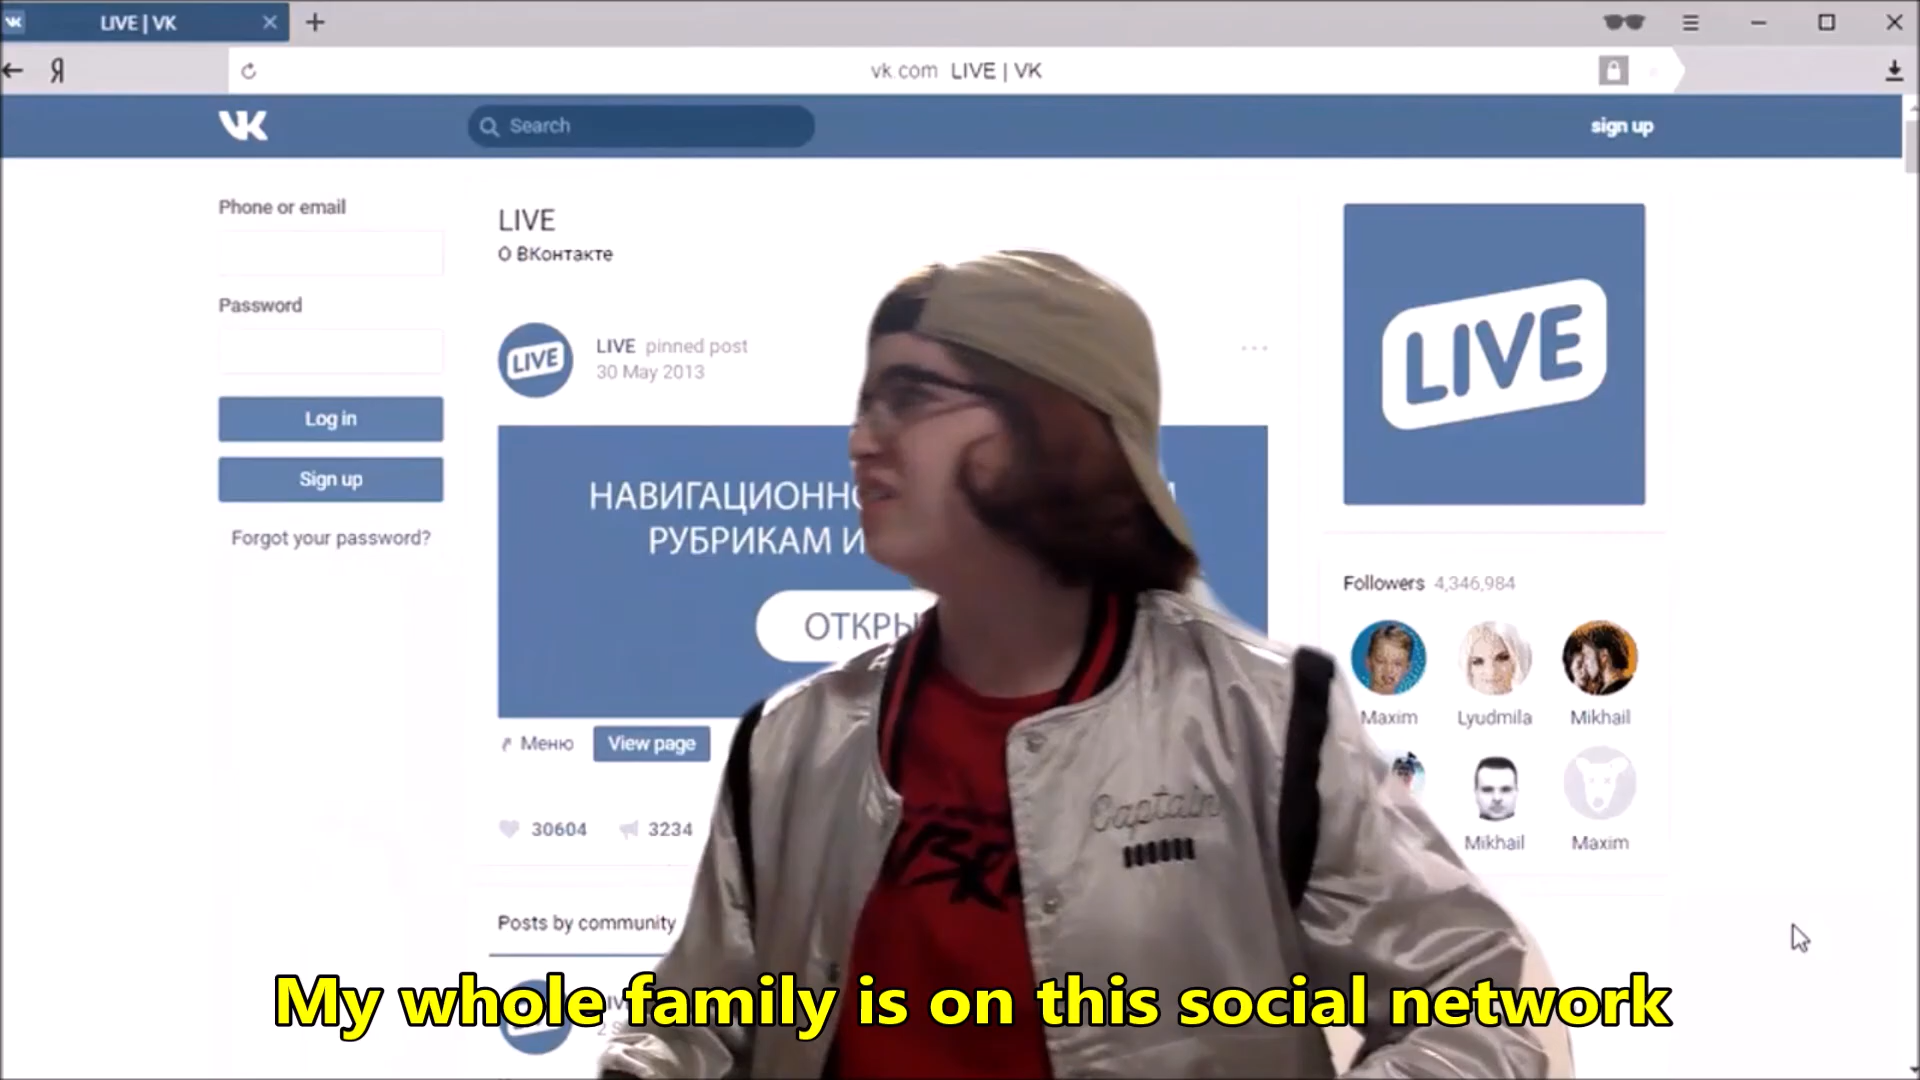 LIVE | VK
Я
vk.com LIVE | VK
Search
sign up
Phone or email
Password
Log in
Sign up
Forgot your password?
LIVE
О ВКонтакте
LIVE
LIVE pinned post
30 May 2013
РУБРИКАМ И
View page
Меню
30604
3234
Posts by community
LIVE
Followers 4,346,984
Maxim
Lyudmila
Mikhail
Mikhail
Maxim
Captain
My whole family is on this social network